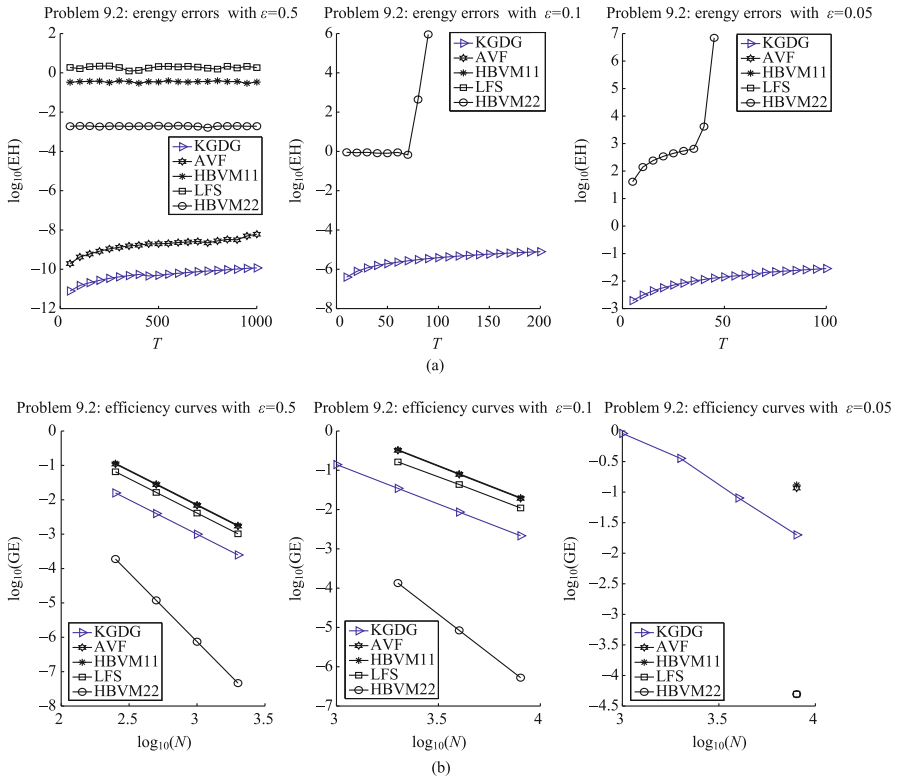 Problem 9.2: erengy errors with ε=0.5
Problem 9.2: erengy errors with ε=0.1
Problem 9.2: erengy errors with ε=0.05
2
0
−2
−4
−6
−8
−10
−12
log10(EH)
0
500
1000
T
KGDG
AVF
HBVM11
LFS
HBVM22
6
4
2
0
−2
−4
−6
−8
log10(EH)
0
50
100
150
200
T
KGDG
AVF
HBVM11
LFS
HBVM22
7
6
5
4
3
2
1
0
−1
−2
−3
log10(EH)
0
50
100
T
KGDG
AVF
HBVM11
LFS
HBVM22
(a)
Problem 9.2: efficiency curves with ε=0.5
Problem 9.2: efficiency curves with ε=0.1
Problem 9.2: efficiency curves with ε=0.05
0
−1
−2
−3
−4
−5
−6
−7
−8
log10(GE)
2
2.5
3
3.5
log10(N)
KGDG
AVF
HBVM11
LFS
HBVM22
0
−1
−2
−3
−4
−5
−6
−7
log10(GE)
3
3.5
4
log10(N)
KGDG
AVF
HBVM11
LFS
HBVM22
0
−0.5
−1
−1.5
−2
−2.5
−3
−3.5
−4
−4.5
log10(GE)
3
3.5
4
log10(N)
KGDG
AVF
HBVM11
LFS
HBVM22
(b)